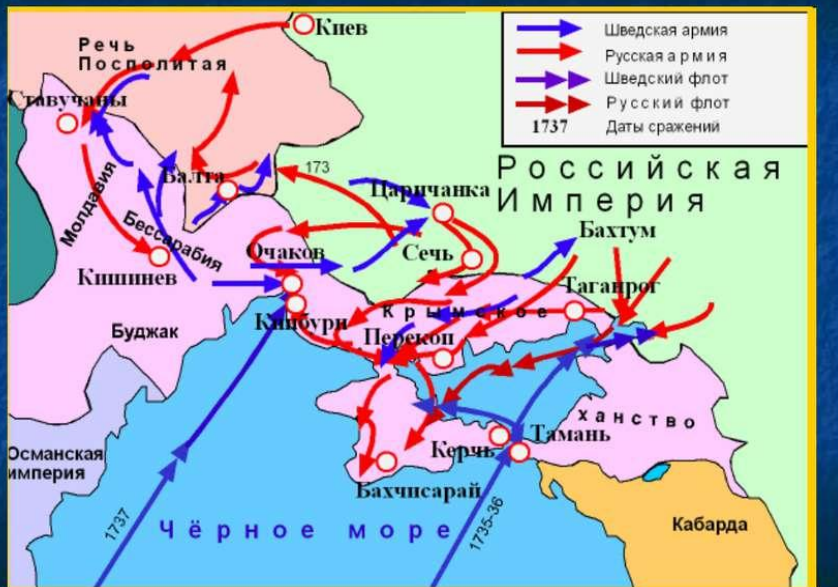 Киев
Речь
Посполитая
Ставучаны
Молдавия
Бессарабия
Балта
Кишинев
Буджак
Османская
империя
Очаков
Кинбурн
173
Царичанка
Сечь
Российская
Империя
Бахтум
Таганрог
Крымское
Перекоп
ханство
Тамань
Керчь
Бахчисарай
Кабарда
Чёрное море
1737
1735-36
Шведская армия
Русская армия
Шведский флот
Русский флот
1737 Даты сражений